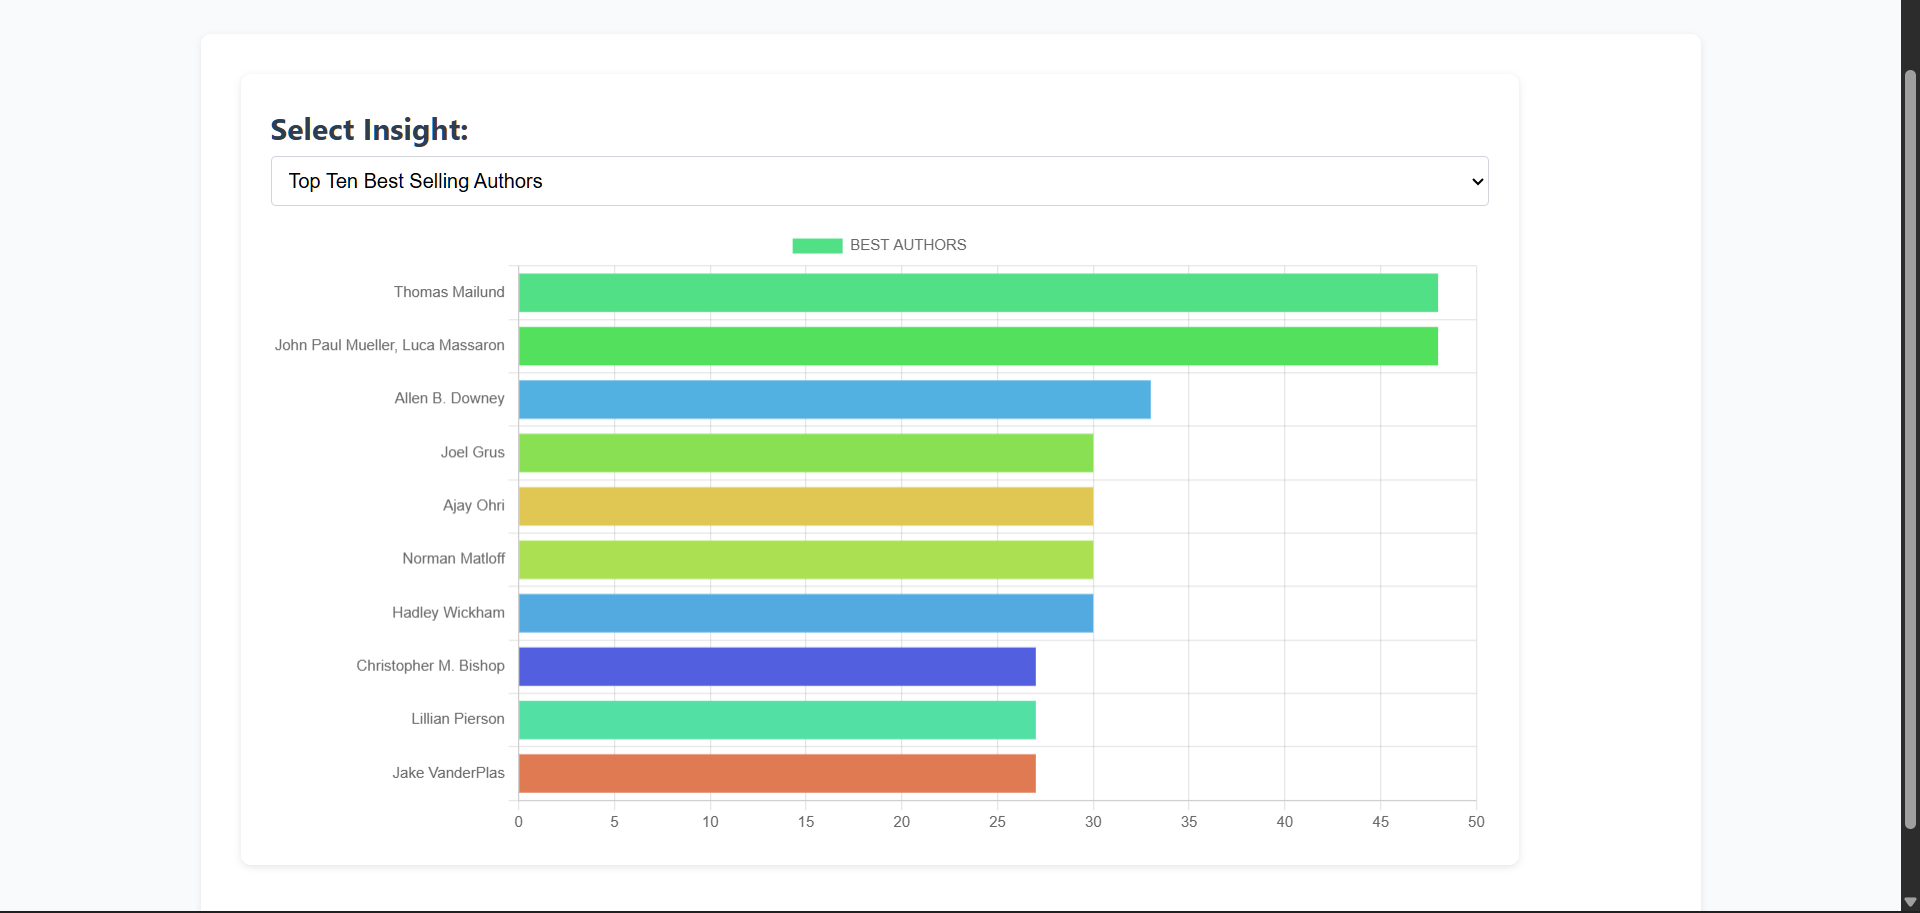 Select Insight:
Top Ten Best Selling Authors
BEST AUTHORS
Thomas Mailund
John Paul Mueller, Luca Massaron
Allen B. Downey
Joel Grus
Ajay Ohri
Norman Matloff
Hadley Wickham
Christopher M. Bishop
Lillian Pierson
Jake VanderPlas
0 5 10 15 20 25 30 35 40 45 50